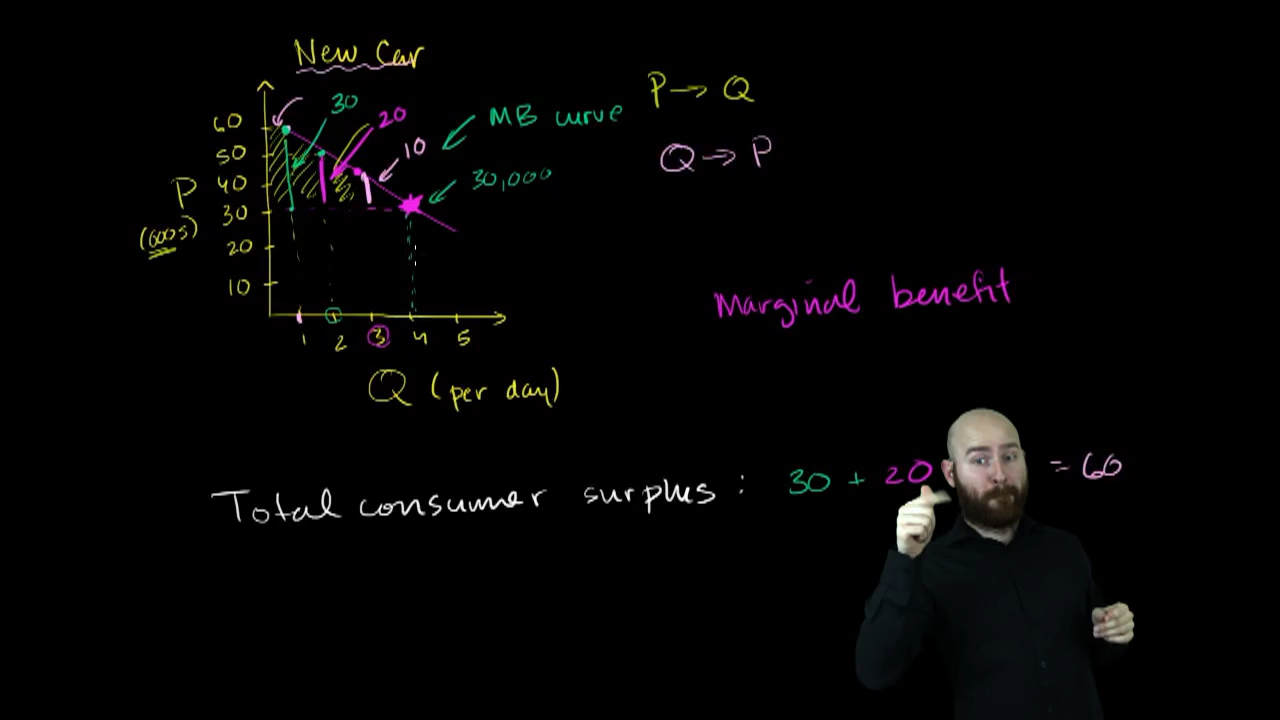 New Car
30
20
10
MB curve
30,000
P → Q
Q → P
60
50
40
30
20
10
P
(000s)
1 2 3 4 5
Q (per day)
Marginal benefit
Total consumer surplus : 30 + 20 = 60